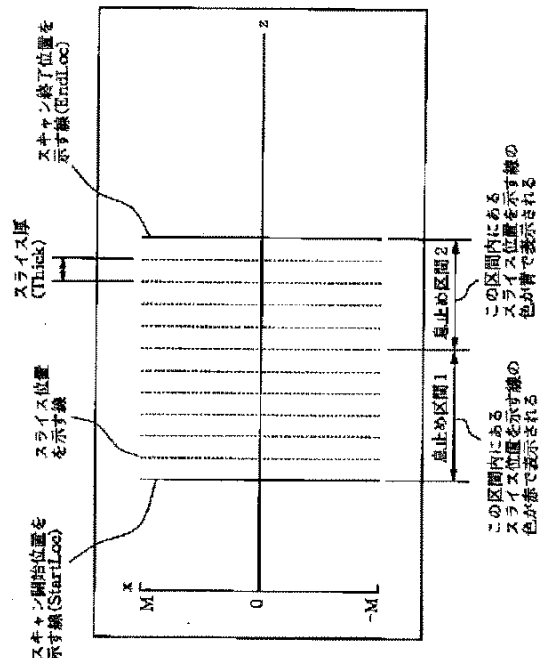 スキャン開始位置を
示す線(StartLoc)
スライス位置
を示す線
スライス厚
(Thick)
スキャン終了位置を
示す線(EndLoc)
x
M
0
-M
z
息止め区間1
息止め区間2
この区間内にある
スライス位置を示す線の
色が赤で表示される
この区間内にある
スライス位置を示す線の
色が青で表示される